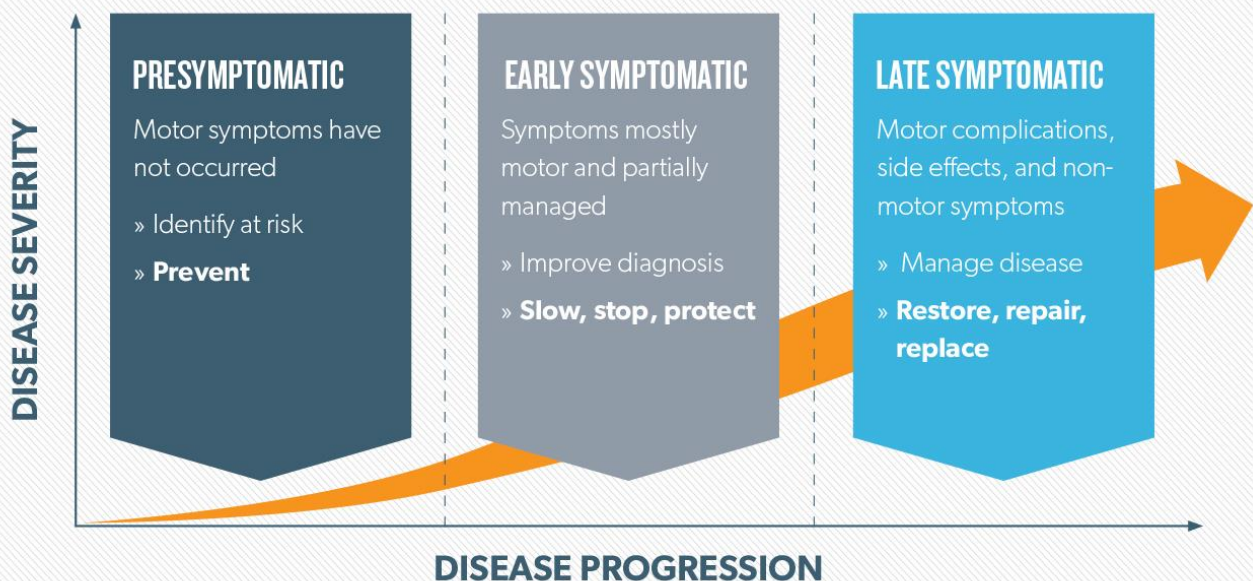 DISEASE SEVERITY
PRESYMPTOMATIC
Motor symptoms have
not occurred
» Identify at risk
» Prevent
EARLY SYMPTOMATIC
Symptoms mostly
motor and partially
managed
» Improve diagnosis
» Slow, stop, protect
LATE SYMPTOMATIC
Motor complications,
side effects, and non-
motor symptoms
» Manage disease
» Restore, repair,
replace
DISEASE PROGRESSION